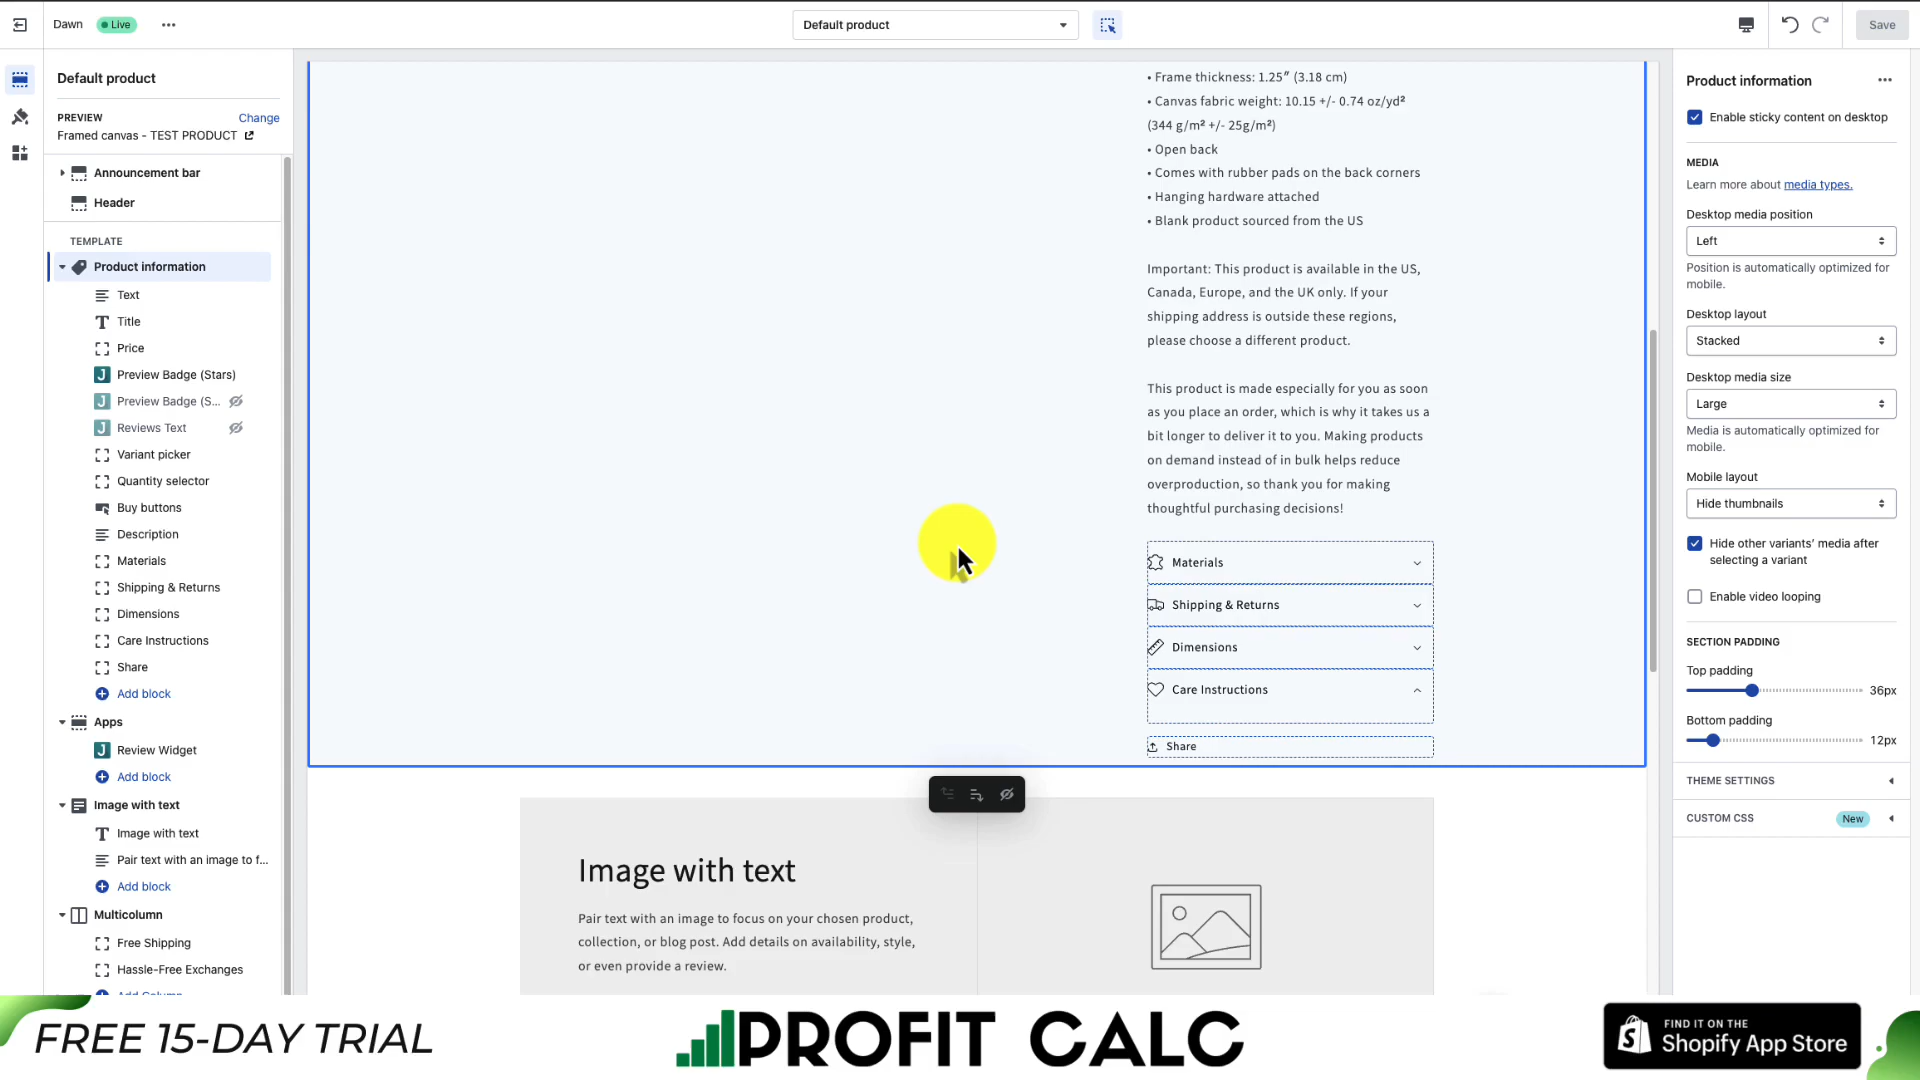 Dawn
Live
Default product
Save
Default product
PREVIEW
Change
Framed canvas - TEST PRODUCT
Announcement bar
Header
TEMPLATE
Product information
Text
Title
Price
J Preview Badge (Stars)
J Preview Badge (S...
J Reviews Text
Variant picker
Quantity selector
Buy buttons
Description
Materials
Shipping & Returns
Dimensions
Care Instructions
Share
Add block
Apps
J Review Widget
Add block
Image with text
Image with text
Pair text with an image to f...
Add block
Multicolumn
Free Shipping
Hassle-Free Exchanges
Add Column
• Frame thickness: 1.25″ (3.18 cm)
• Canvas fabric weight: 10.15 +/- 0.74 oz/yd²
(344 g/m² +/- 25g/m²)
• Open back
• Comes with rubber pads on the back corners
• Hanging hardware attached
• Blank product sourced from the US
Important: This product is available in the US,
Canada, Europe, and the UK only. If your
shipping address is outside these regions,
please choose a different product.
This product is made especially for you as soon
as you place an order, which is why it takes us a
bit longer to deliver it to you. Making products
on demand instead of in bulk helps reduce
overproduction, so thank you for making
thoughtful purchasing decisions!
Materials
Shipping & Returns
Dimensions
Care Instructions
Share
Image with text
Pair text with an image to focus on your chosen product,
collection, or blog post. Add details on availability, style,
or even provide a review.
Product information
Enable sticky content on desktop
MEDIA
Learn more about media types.
Desktop media position
Left
Position is automatically optimized for
mobile.
Desktop layout
Stacked
Desktop media size
Large
Media is automatically optimized for
mobile.
Mobile layout
Hide thumbnails
Hide other variants’ media after
selecting a variant
Enable video looping
SECTION PADDING
Top padding
36px
Bottom padding
12px
THEME SETTINGS
CUSTOM CSS
New
FREE 15-DAY TRIAL
PROFIT CALC
FIND IT ON THE
Shopify App Store